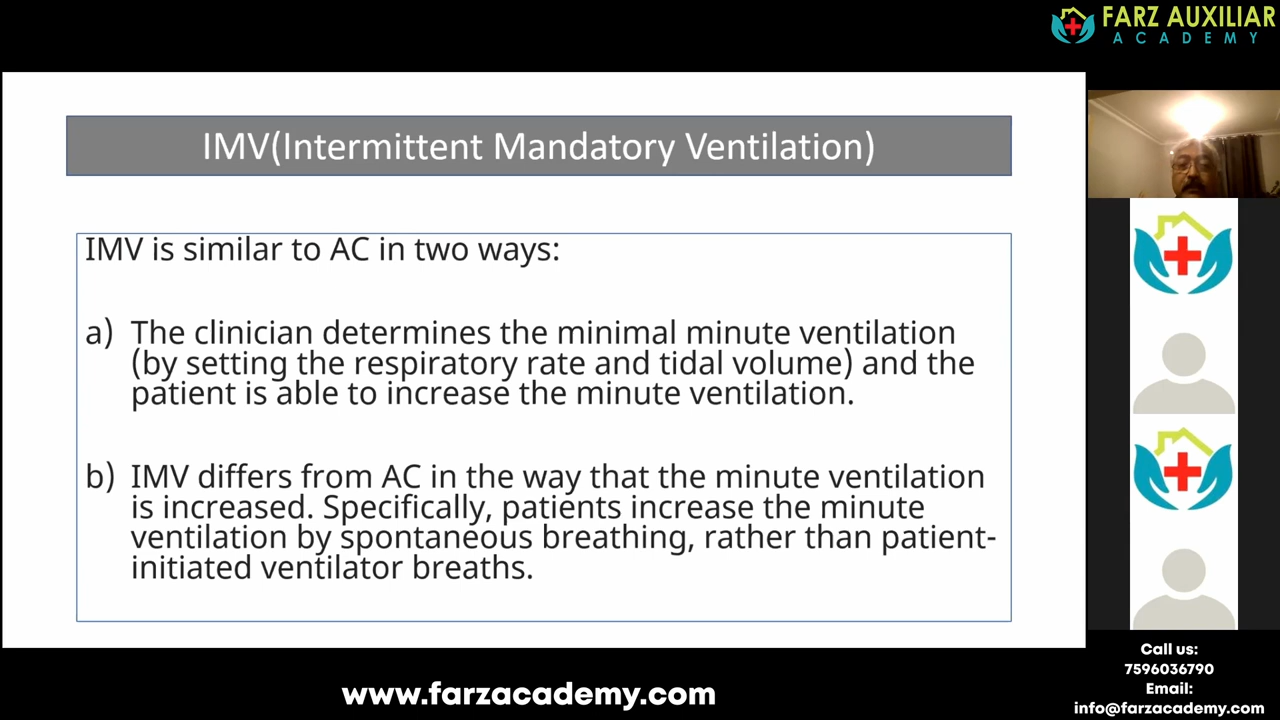 FARZ AUXILIAR
ACADEMY
IMV(Intermittent Mandatory Ventilation)
IMV is similar to AC in two ways:
a) The clinician determines the minimal minute ventilation
(by setting the respiratory rate and tidal volume) and the
patient is able to increase the minute ventilation.
b) IMV differs from AC in the way that the minute ventilation
is increased. Specifically, patients increase the minute
ventilation by spontaneous breathing, rather than patient-
initiated ventilator breaths.
Call us:
7596036790
Email:
info@farzacademy.com
www.farzacademy.com